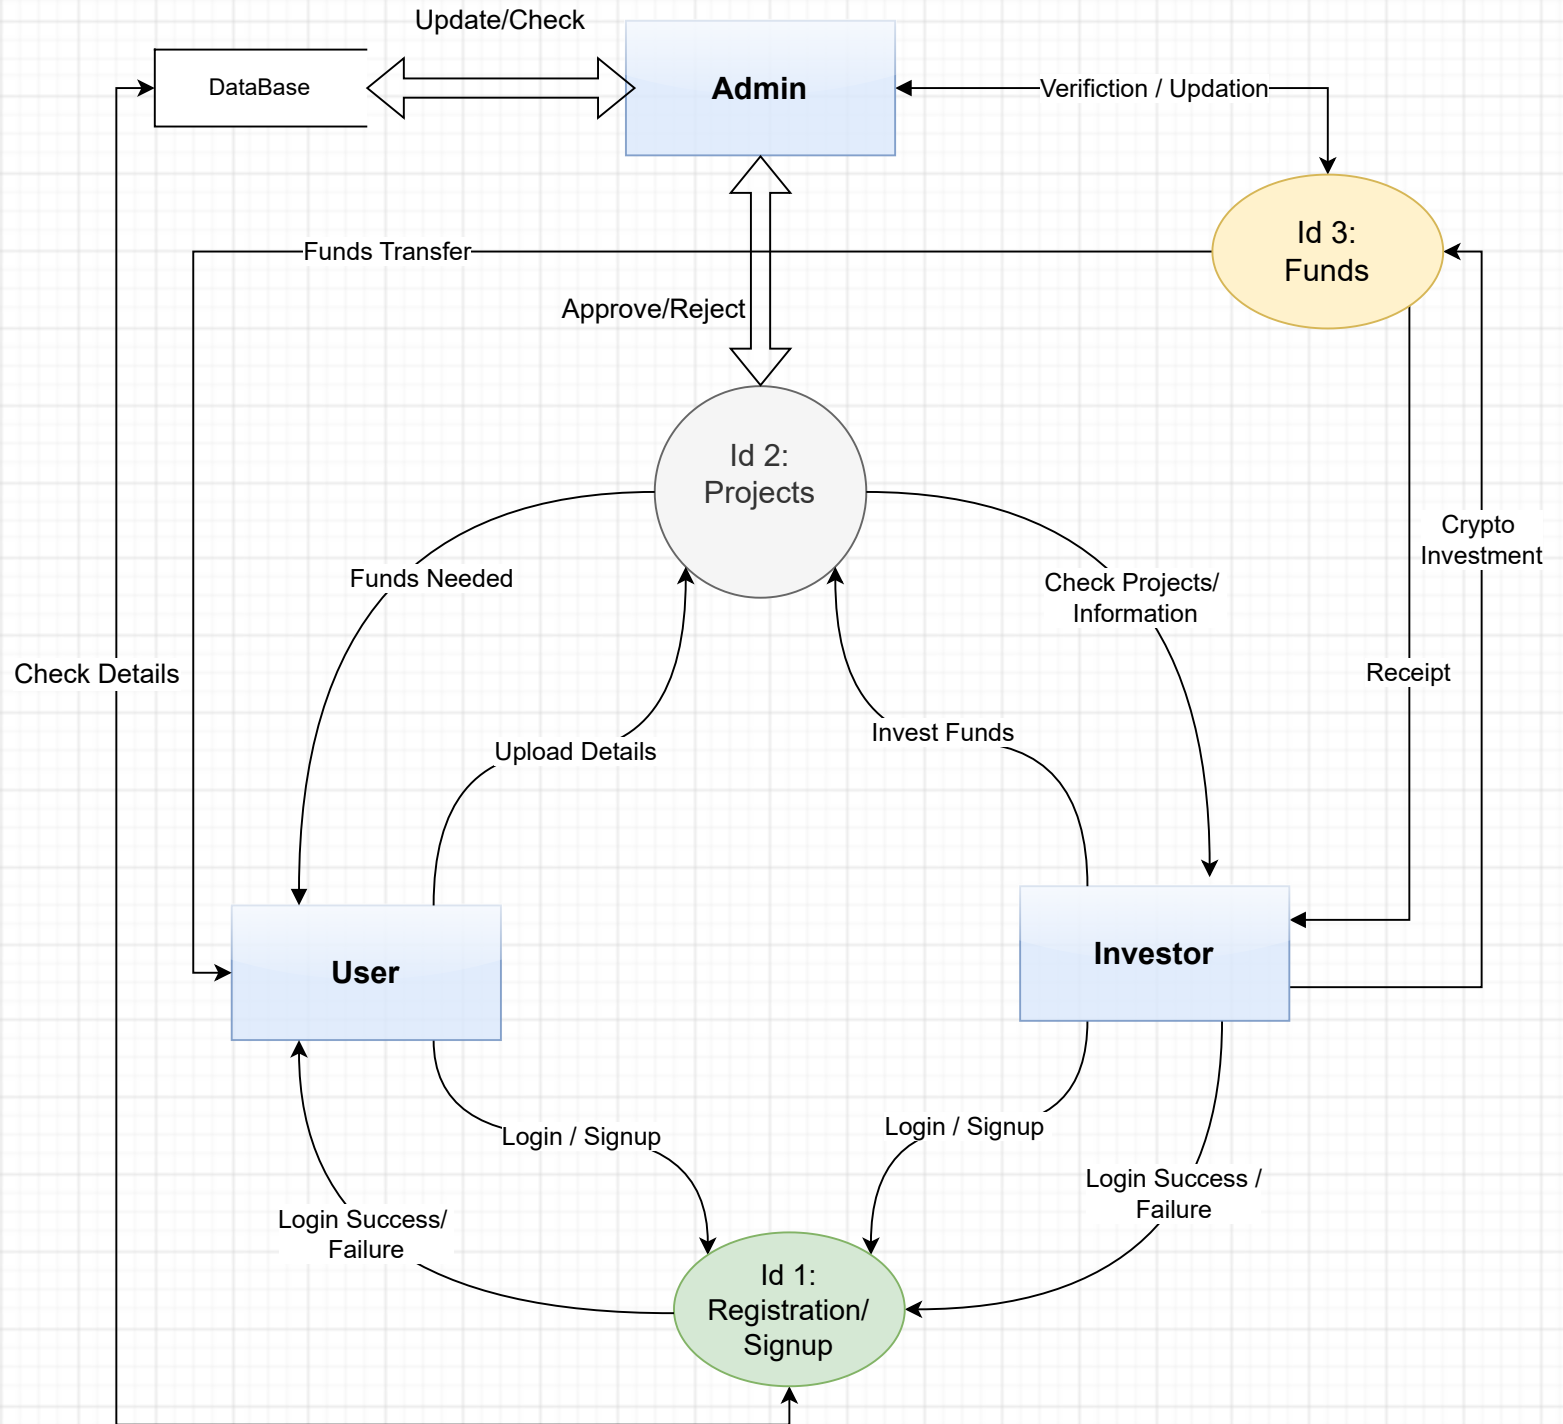 Update/Check
DataBase
Admin
Verifiction / Updation
Id 3:
Funds
Funds Transfer
Approve/Reject
Id 2:
Projects
Crypto
Investment
Funds Needed
Check Projects/
Information
Check Details
Receipt
Invest Funds
Upload Details
Investor
User
Login / Signup
Login / Signup
Login Success /
Failure
Login Success/
Failure
Id 1:
Registration/
Signup